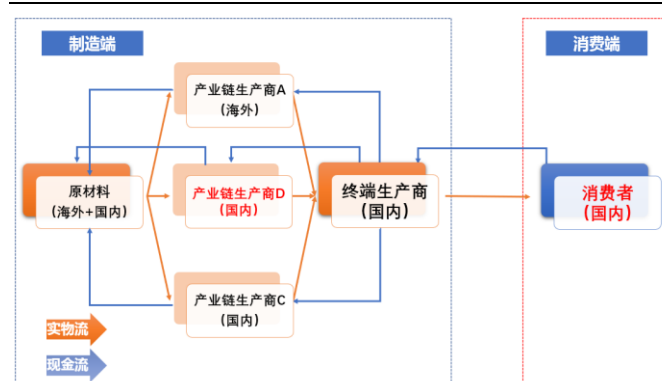 制造端
消费端
产业链生产商A
(海外)
原材料
(海外+国内)
产业链生产商D
(国内)
终端生产商
(国内)
消费者
(国内)
产业链生产商C
(国内)
实物流
现金流